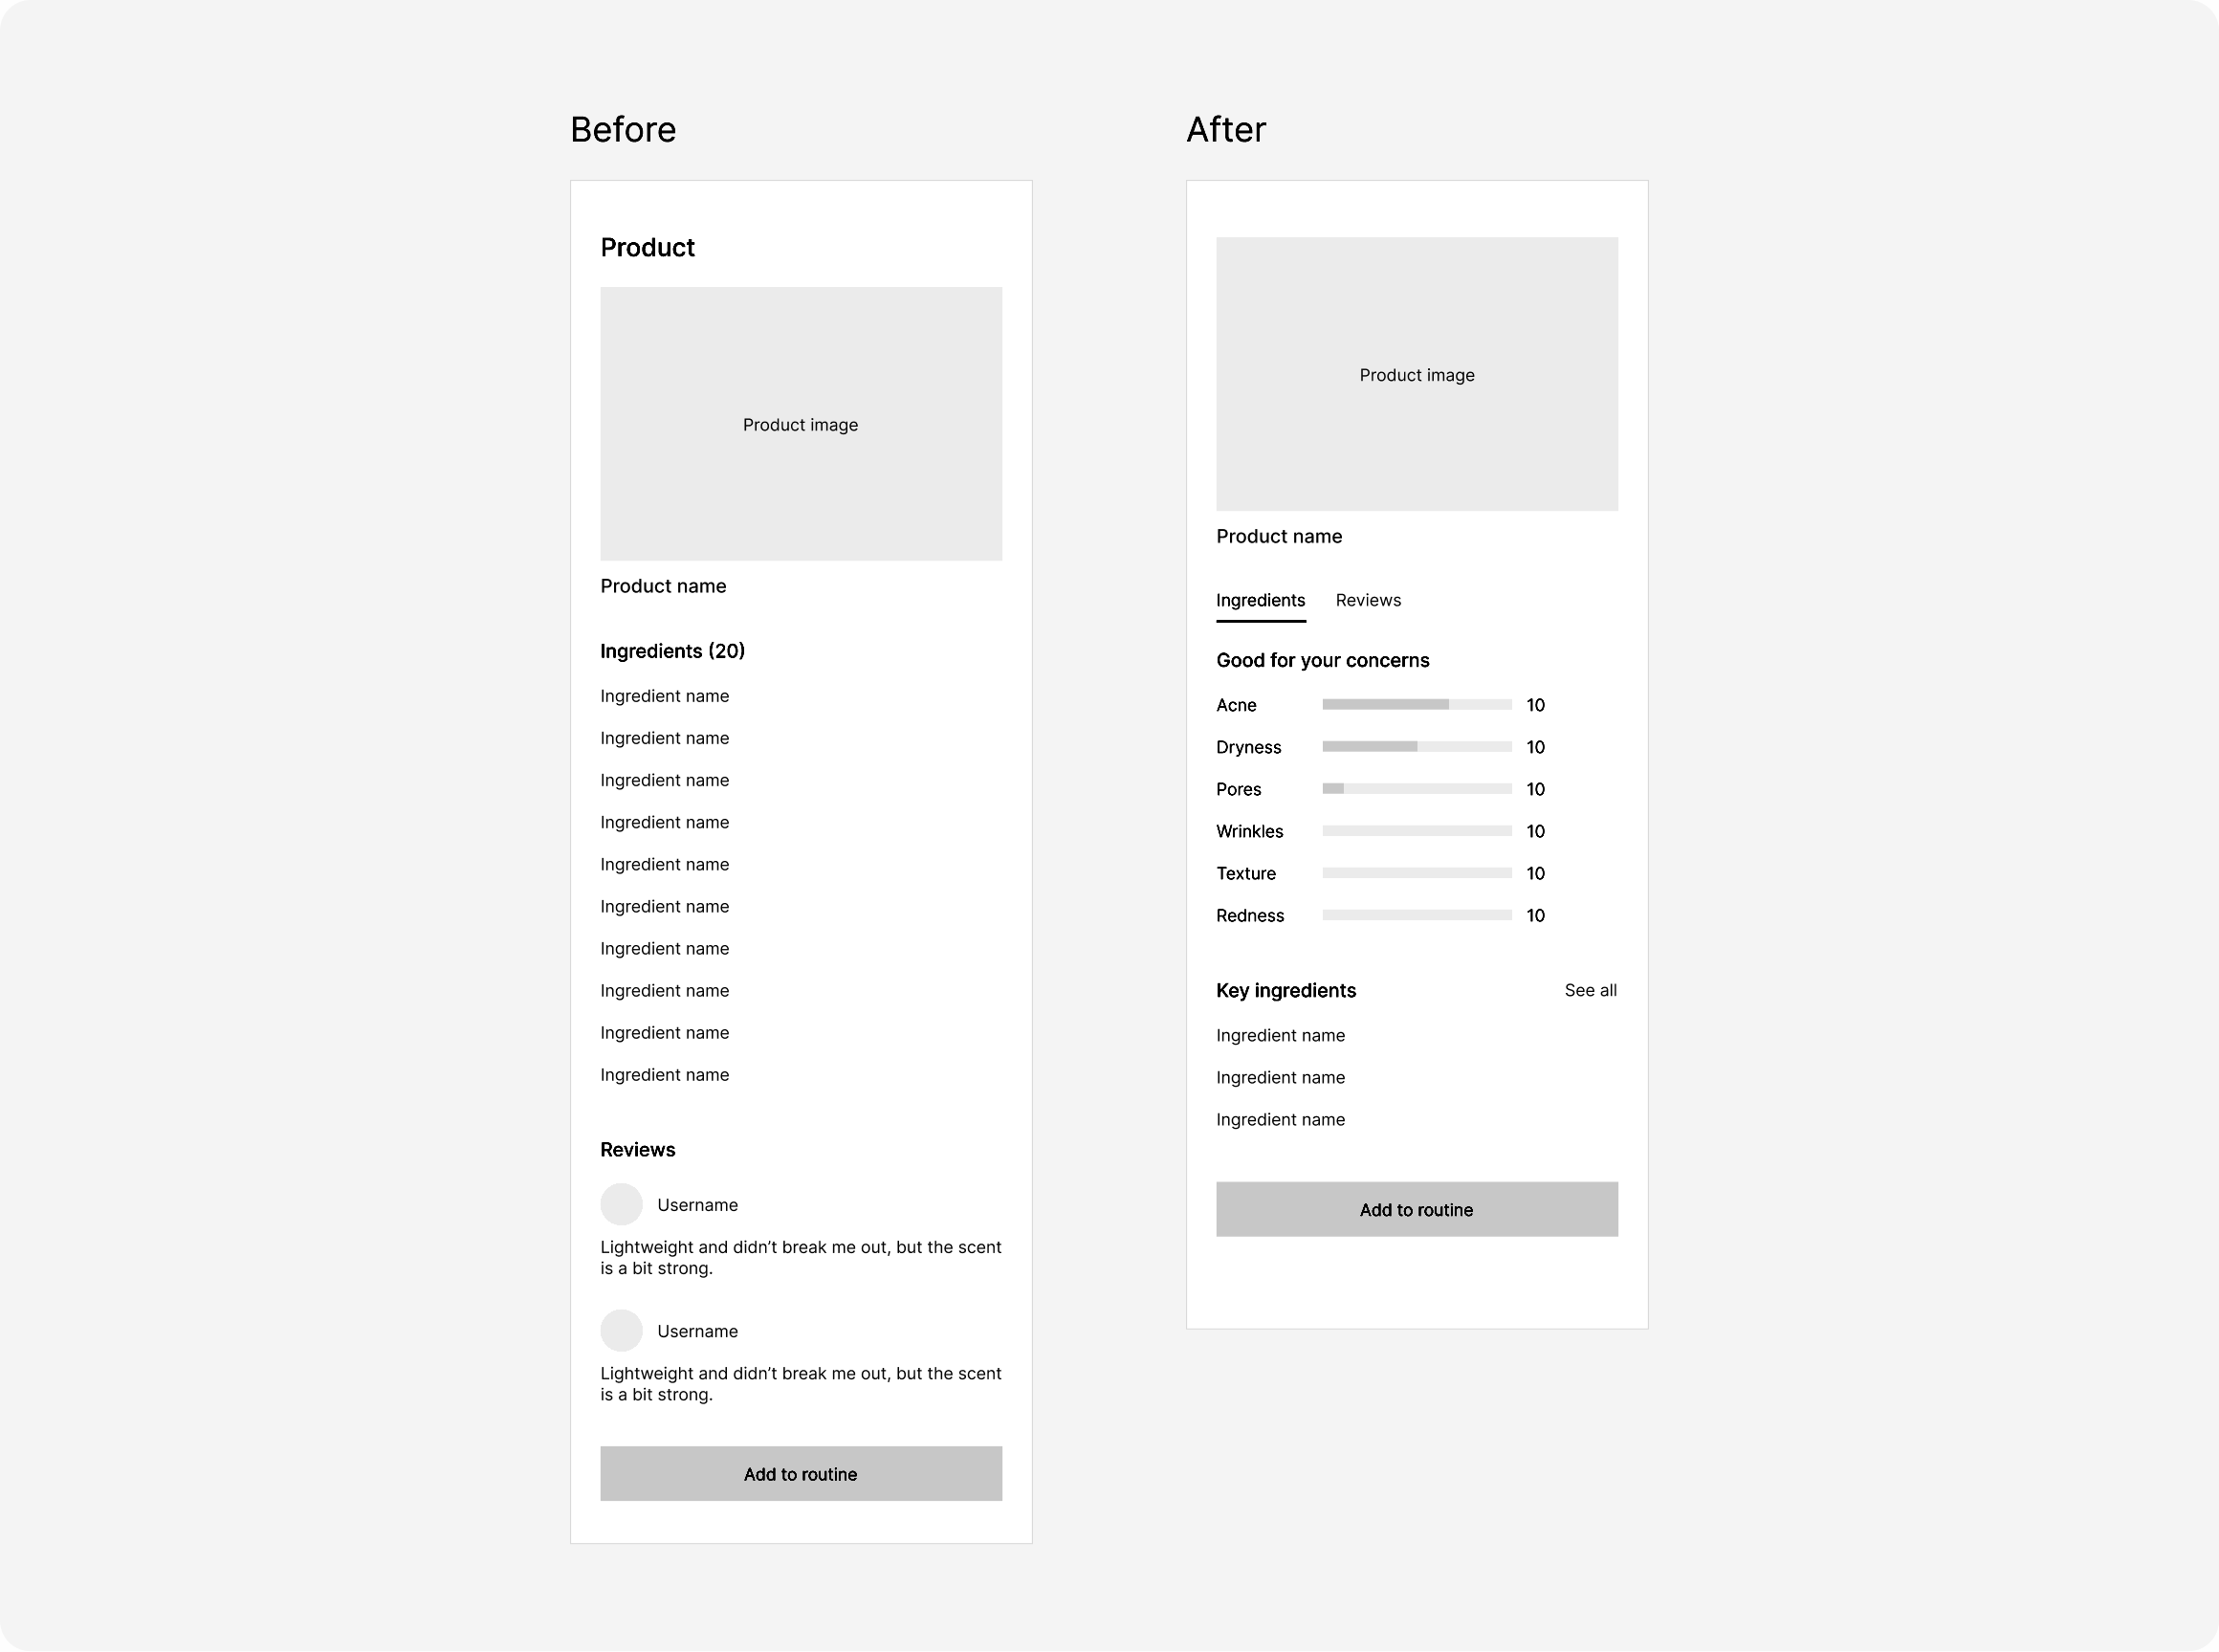 Before
Product
Product image
Product name
Ingredients (20)
Ingredient name
Ingredient name
Ingredient name
Ingredient name
Ingredient name
Ingredient name
Ingredient name
Ingredient name
Ingredient name
Ingredient name
Reviews
Username
Lightweight and didn’t break me out, but the scent
is a bit strong.
Username
Lightweight and didn’t break me out, but the scent
is a bit strong.
Add to routine
After
Product image
Product name
Ingredients Reviews
Good for your concerns
Acne 10
Dryness 10
Pores 10
Wrinkles 10
Texture 10
Redness 10
Key ingredients See all
Ingredient name
Ingredient name
Ingredient name
Add to routine